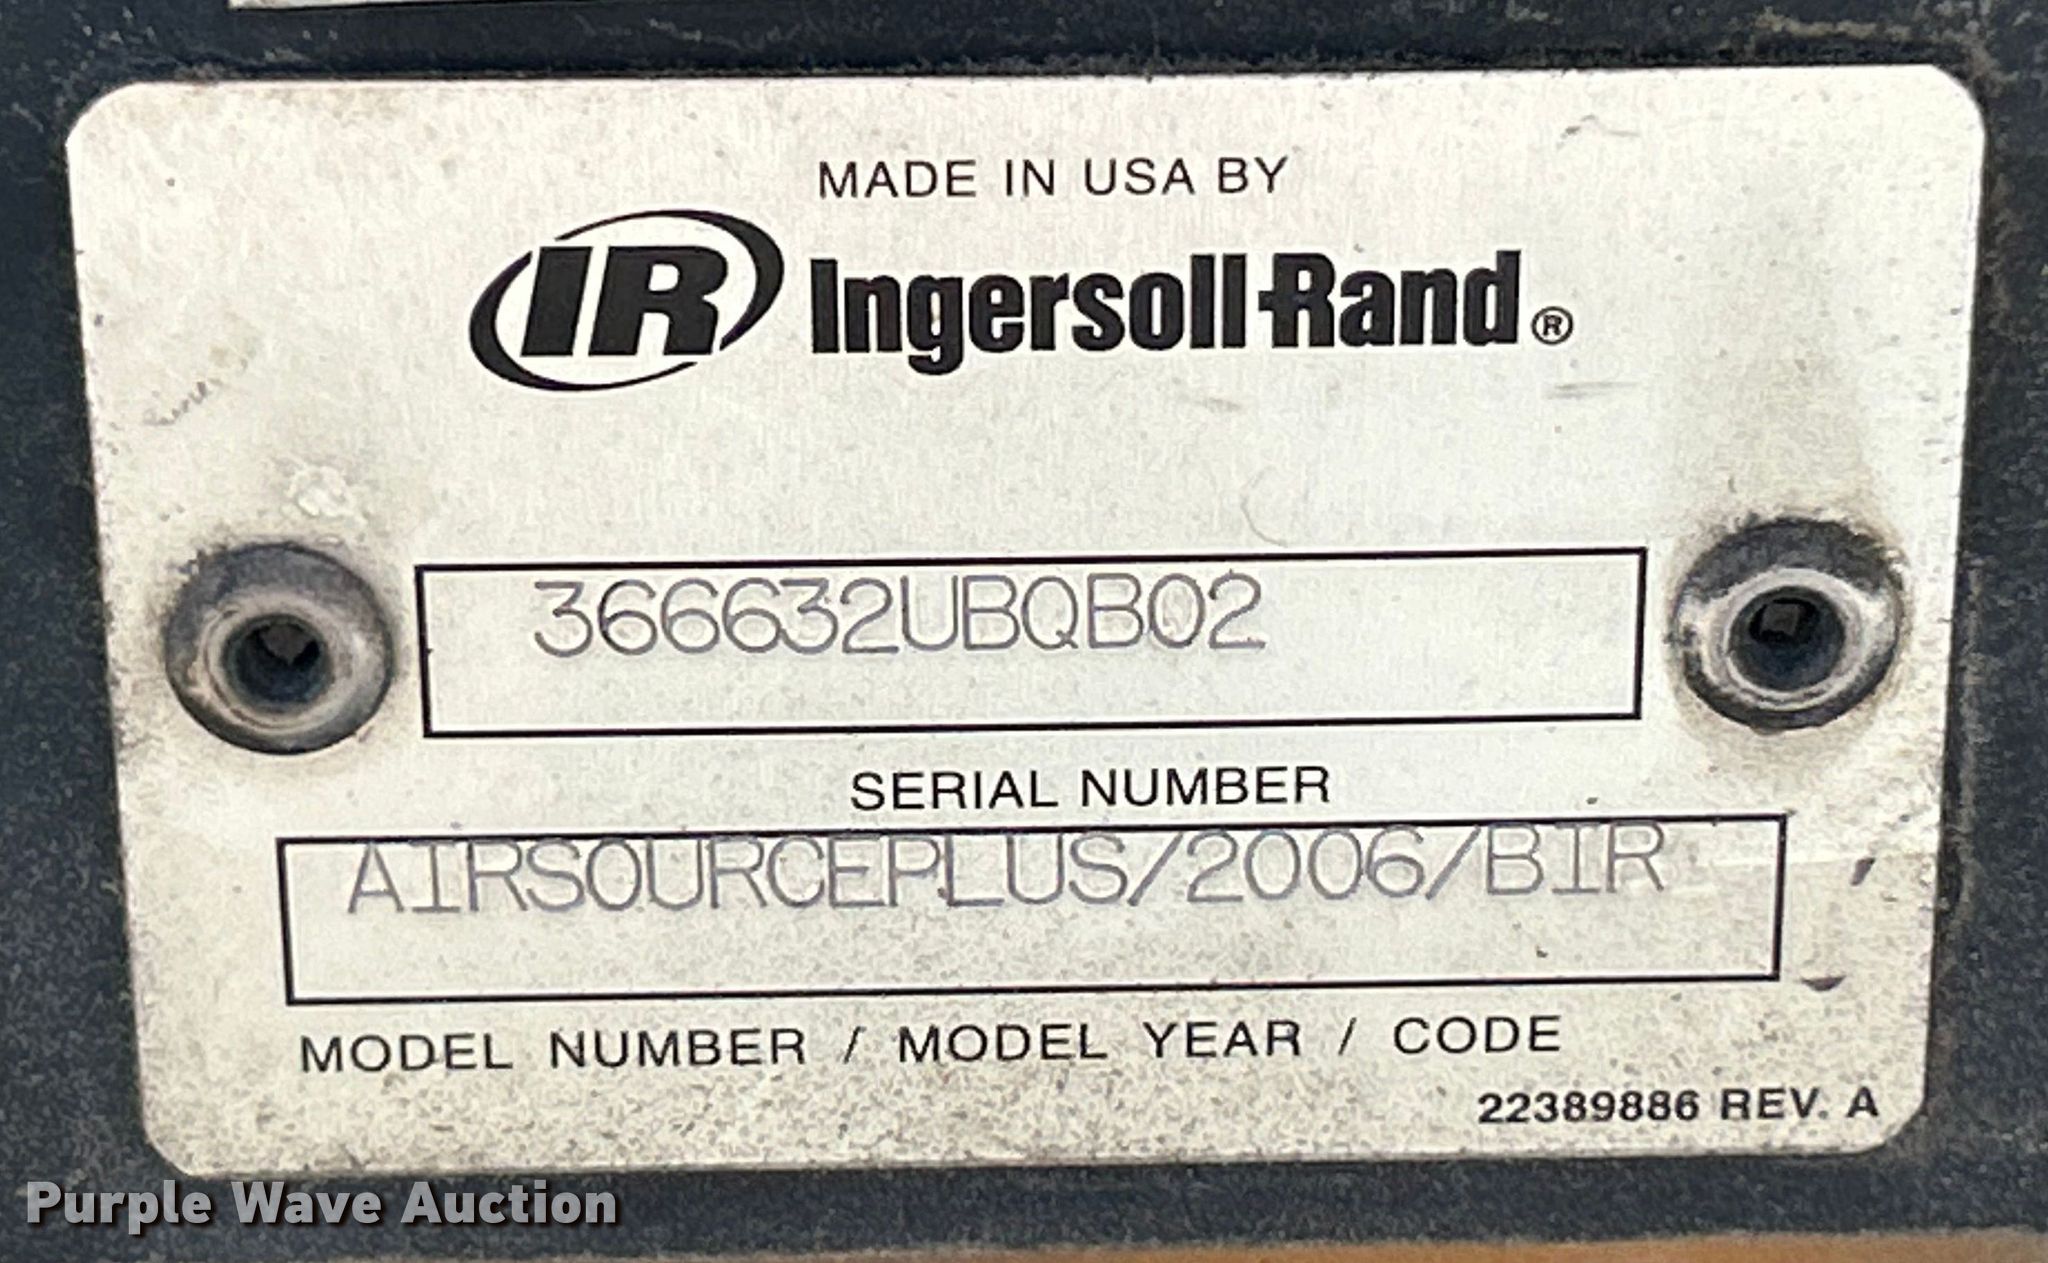 MADE IN USA BY
IR Ingersoll-Rand®
366632UBQB02
SERIAL NUMBER
AIRSOURCEPLUS/2006/BIR
MODEL NUMBER / MODEL YEAR / CODE
22389886 REV. A
Purple Wave Auction